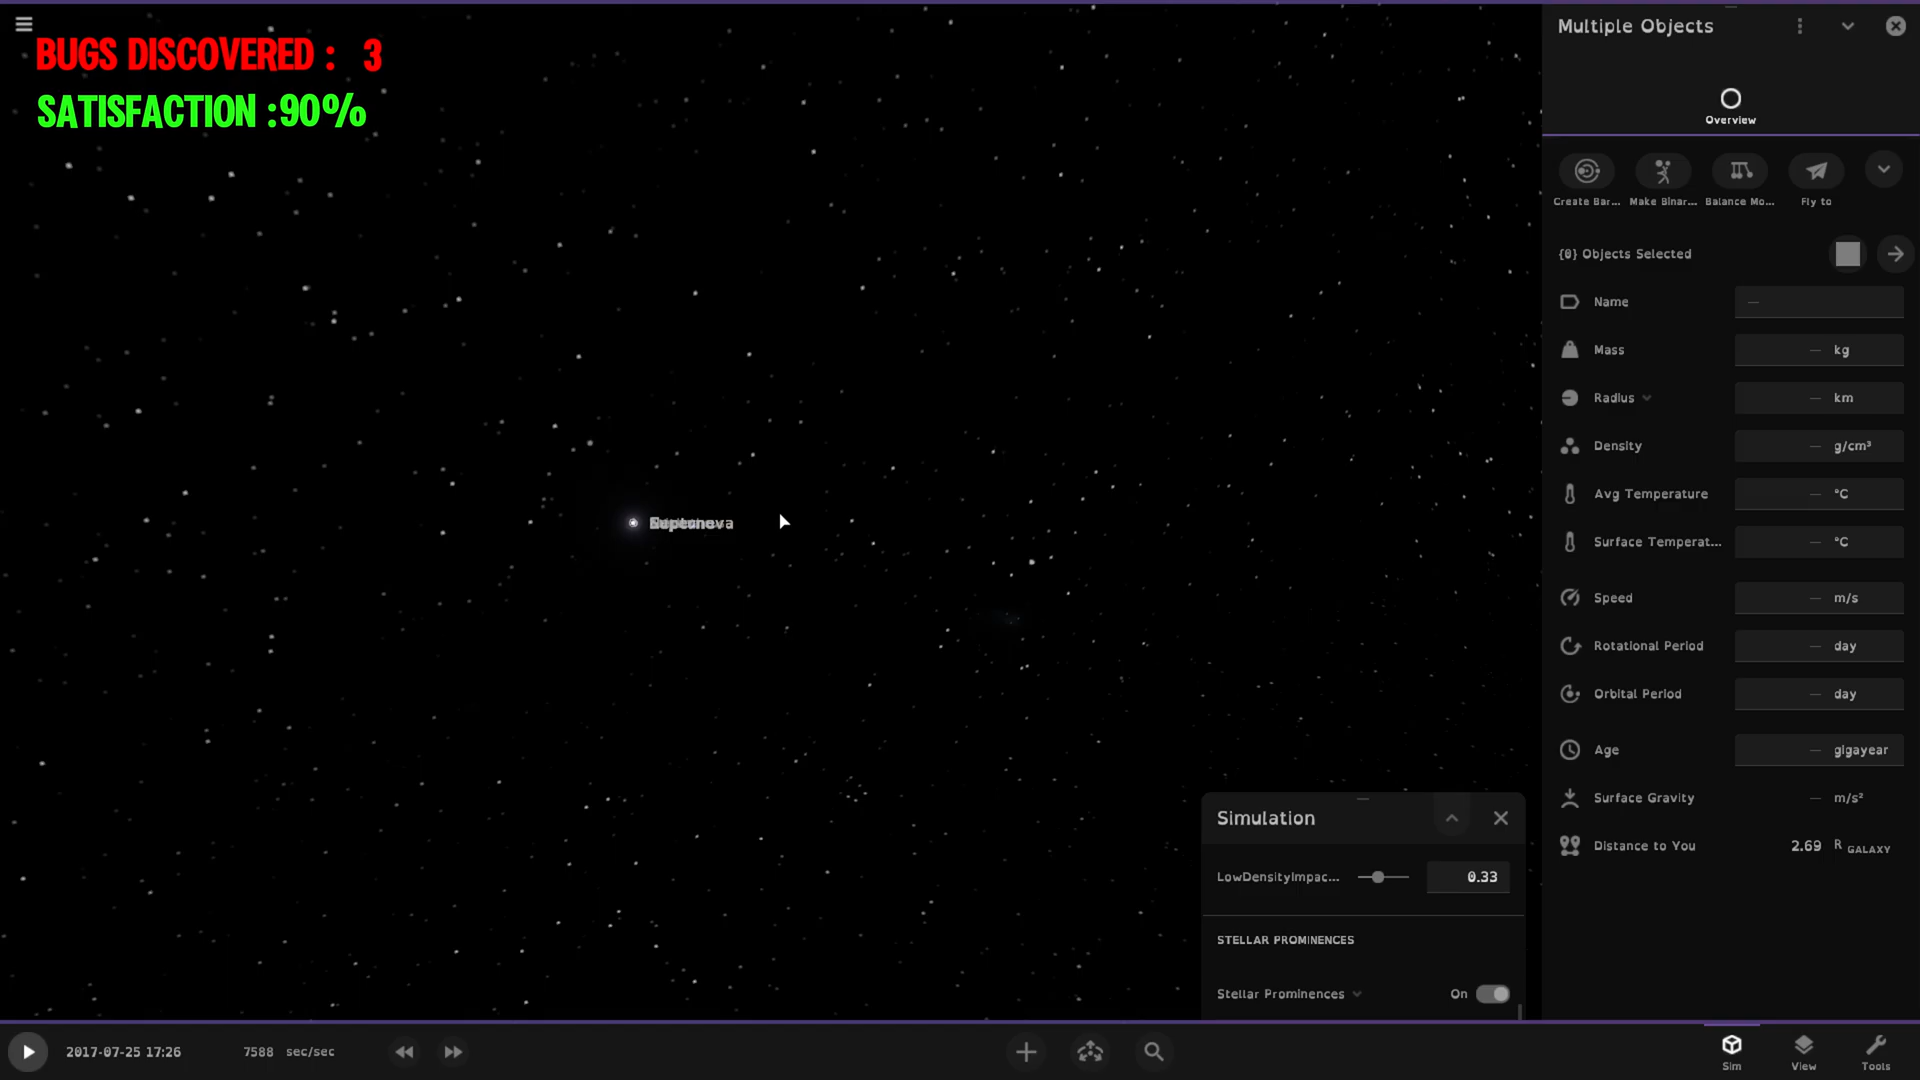 BUGS DISCOVERED : 3
SATISFACTION :90%
Multiple Objects
Overview
Create Bar...
Make Binar...
Balance Mo...
Fly to
{0} Objects Selected
Name —
Mass — kg
Radius — km
Density — g/cm³
Avg Temperature — °C
Surface Temperat... — °C
Speed — m/s
Rotational Period — day
Orbital Period — day
Age — gigayear
Surface Gravity — m/s²
Distance to You 2.69 R GALAXY
Simulation
LowDensityImpac... 0.33
STELLAR PROMINENCES
Stellar Prominences On
2017-07-25 17:26 7588 sec/sec
Sim
View
Tools